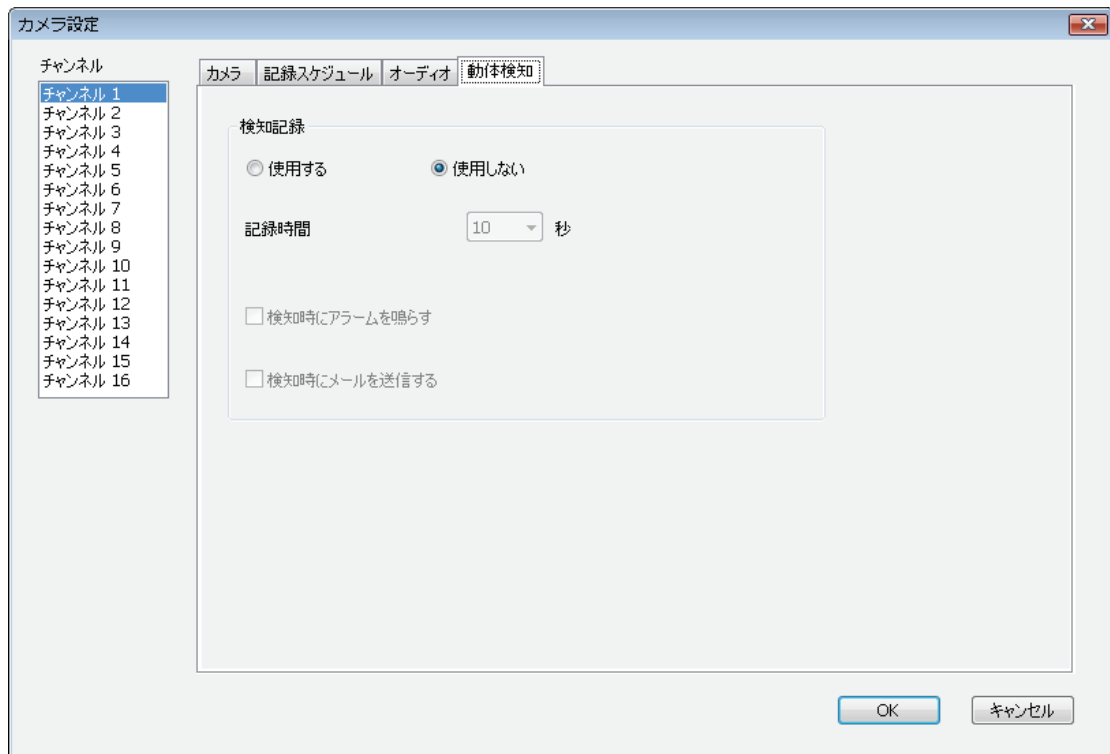 カメラ設定
チャンネル
チャンネル 1
チャンネル 2
チャンネル 3
チャンネル 4
チャンネル 5
チャンネル 6
チャンネル 7
チャンネル 8
チャンネル 9
チャンネル 10
チャンネル 11
チャンネル 12
チャンネル 13
チャンネル 14
チャンネル 15
チャンネル 16
カメラ 記録スケジュール オーディオ 動体検知
検知記録
使用する 使用しない
記録時間 10 秒
検知時にアラームを鳴らす
検知時にメールを送信する
OK キャンセル